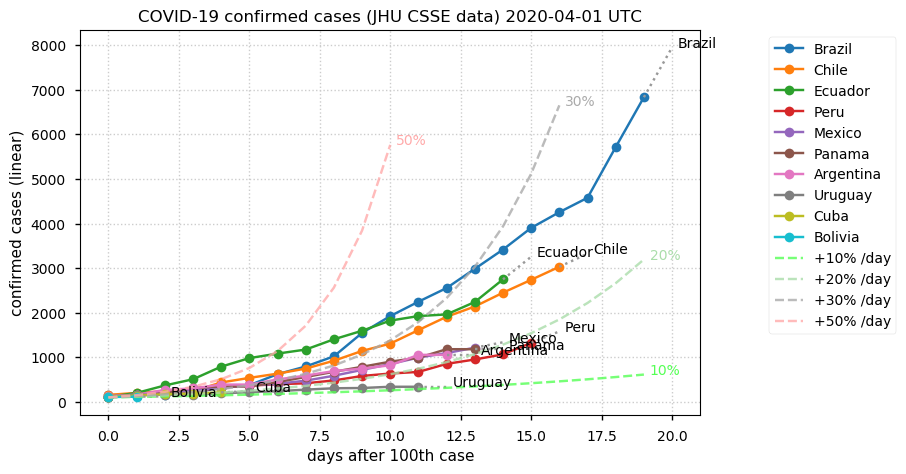 COVID-19 confirmed cases (JHU CSSE data) 2020-04-01 UTC
confirmed cases (linear)
8000
7000
6000
5000
4000
3000
2000
1000
0
0.0 2.5 5.0 7.5 10.0 12.5 15.0 17.5 20.0
days after 100th case
Brazil
30%
50%
Ecuador
Chile
20%
Peru
Mexico
Panama
Argentina
10%
Uruguay
Cuba
Bolivia
Brazil
Chile
Ecuador
Peru
Mexico
Panama
Argentina
Uruguay
Cuba
Bolivia
+10% /day
+20% /day
+30% /day
+50% /day